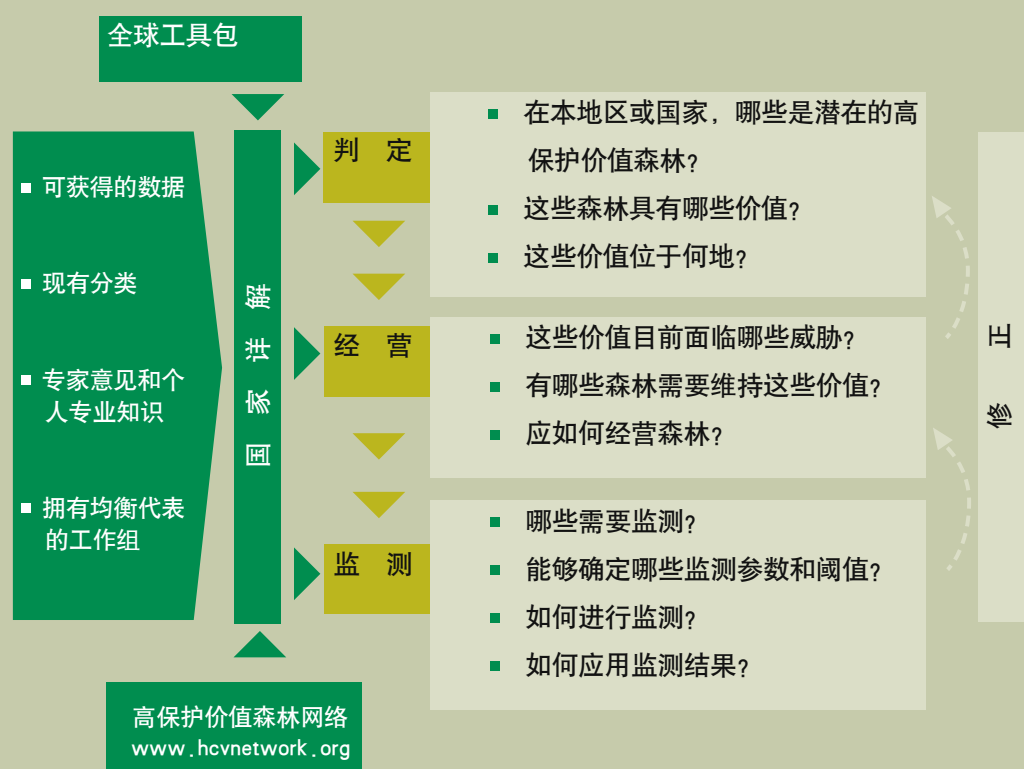 全球工具包
可获得的数据
现有分类
专家意见和个
人专业知识
拥有均衡代表
的工作组
国家详解
判 定
在本地区或国家，哪些是潜在的高
保护价值森林？
这些森林具有哪些价值？
这些价值位于何地？
经 营
这些价值目前面临哪些威胁？
有哪些森林需要维持这些价值？
应如何经营森林？
监 测
哪些需要监测？
能够确定哪些监测参数和阈值？
如何进行监测？
如何应用监测结果？
修 正
高保护价值森林网络
www.hcvnetwork.org